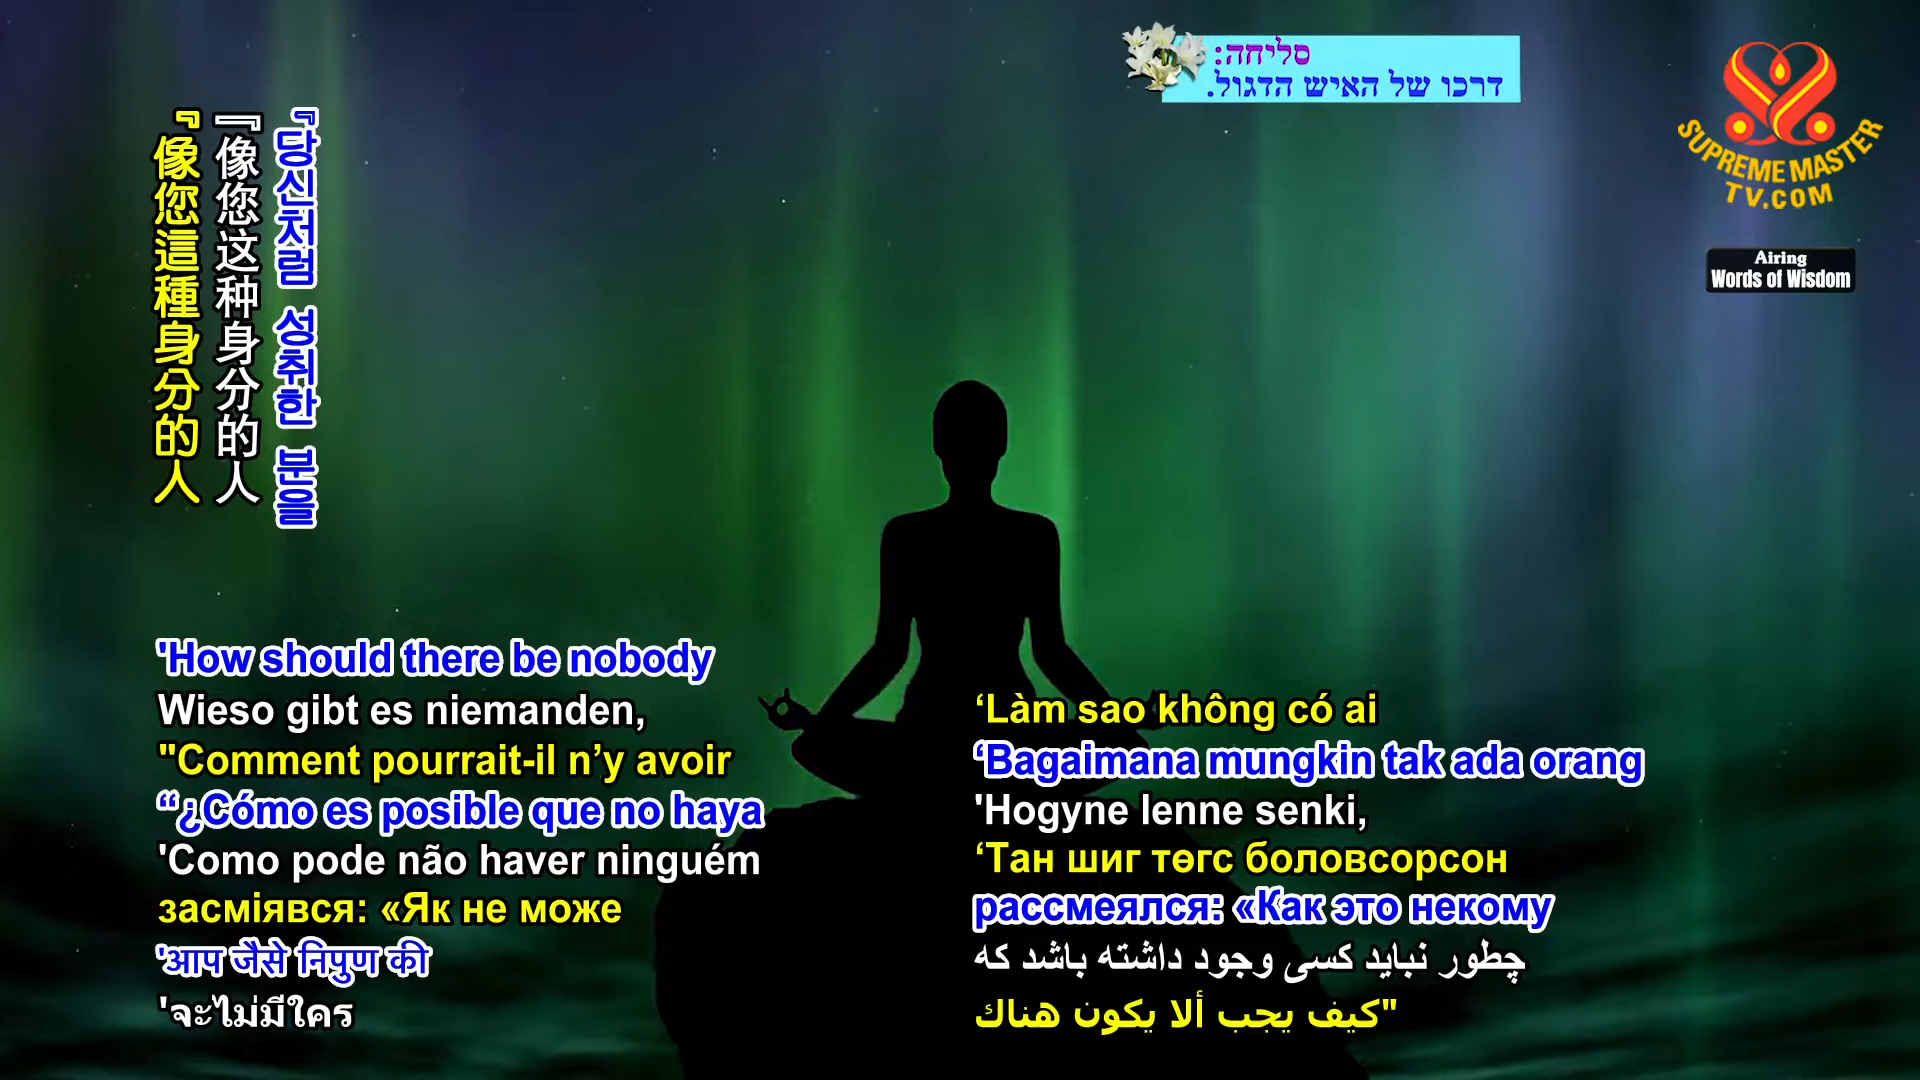 סליחה:
דרכו של האיש הדגול.
SUPREME MASTER
TV.COM
Airing
Words of Wisdom
『당신처럼 성취한 분을
『像您这种身分的人
『像您這種身分的人
'How should there be nobody
Wieso gibt es niemanden,
"Comment pourrait-il n’y avoir
“¿Cómo es posible que no haya
'Como pode não haver ninguém
засміявся: «Як не може
'आप जैसे निपुण की
'จะไม่มีใคร
‘Làm sao không có ai
‘Bagaimana mungkin tak ada orang
'Hogyne lenne senki,
‘Тан шиг төгс боловсорсон
рассмеялся: «Как это некому
چطور نباید کسی وجود داشته باشد که
"كيف يجب ألا يكون هناك